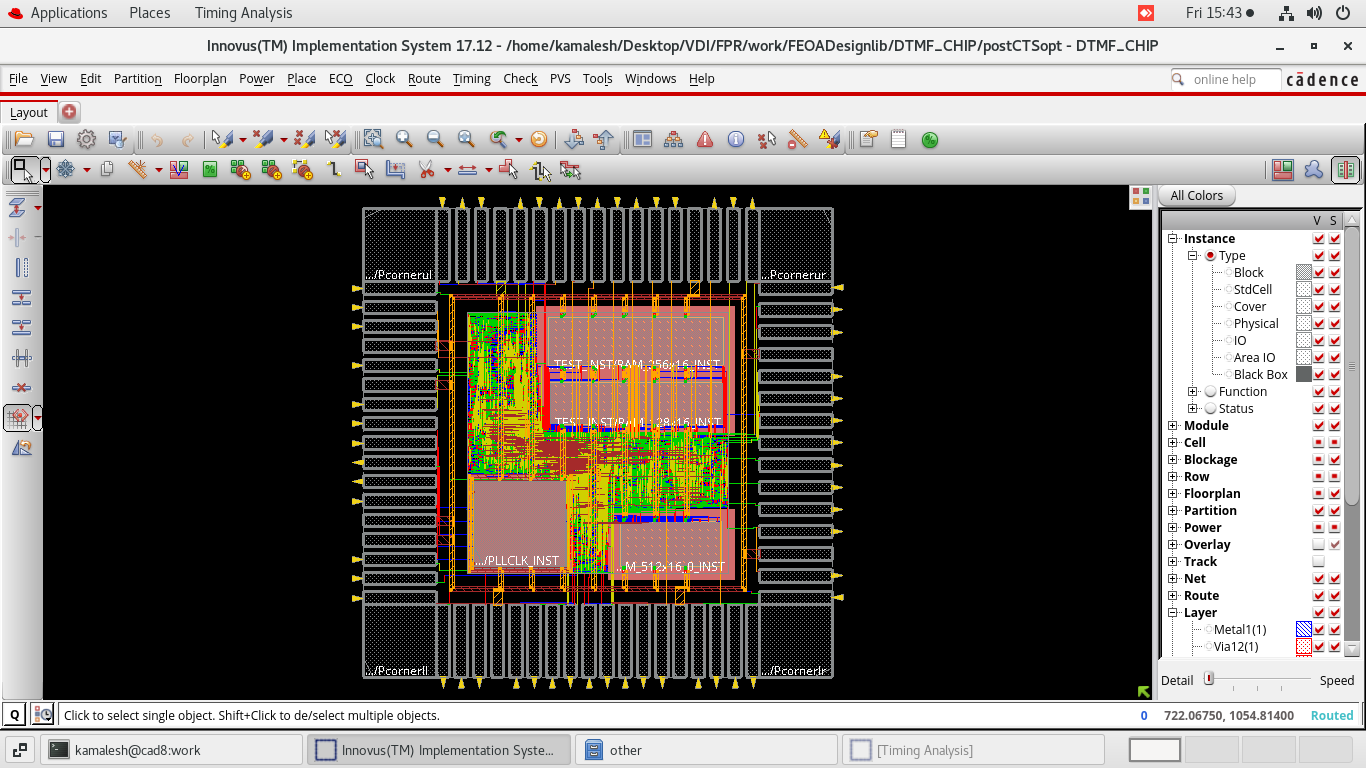 Applications Places Timing Analysis Fri 15:43
Innovus(TM) Implementation System 17.12 - /home/kamalesh/Desktop/VDI/FPR/work/FEOADesignlib/DTMF_CHIP/postCTSopt - DTMF_CHIP
File View Edit Partition Floorplan Power Place ECO Clock Route Timing Check PVS Tools Windows Help online help cādence
Layout
All Colors
V S
Instance
Type
Block
StdCell
Cover
Physical
IO
Area IO
Black Box
Function
Status
Module
Cell
Blockage
Row
Floorplan
Partition
Power
Overlay
Track
Net
Route
Layer
Metal1(1)
Via12(1)
.../Pcornerul
...Pcornerur
TEST_INST/RAM_256x16_INST
.../PLLCLK_INST
.../Pcornerll
.../Pcornerlr
Detail Speed
Q Click to select single object. Shift+Click to de/select multiple objects. 0 722.06750, 1054.81400 Routed
kamalesh@cad8:work Innovus(TM) Implementation Syste... other [Timing Analysis]